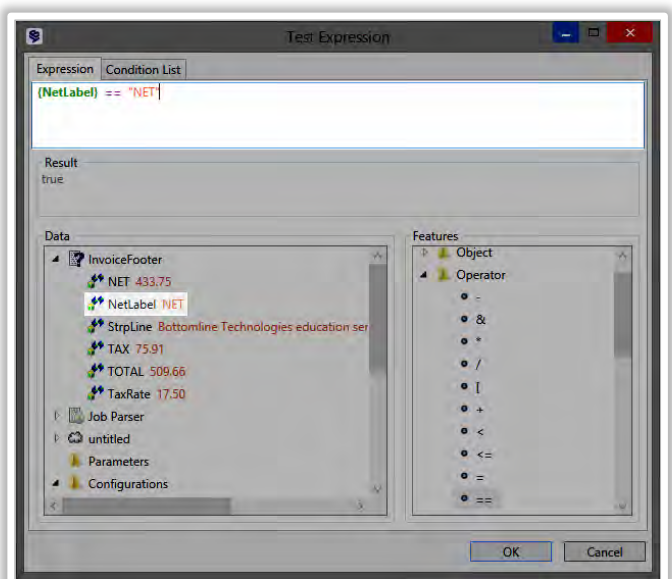 Test Expression
Expression Condition List
(NetLabel) == "NET"
Result
true
Data
InvoiceFooter
NET 433.75
NetLabel NET
StrpLine Bottomline Technologies education ser
TAX 75.91
TOTAL 509.66
TaxRate 17.50
Job Parser
untitled
Parameters
Configurations
Features
Object
Operator
-
&
*
/
[
+
<
<=
=
==
OK Cancel